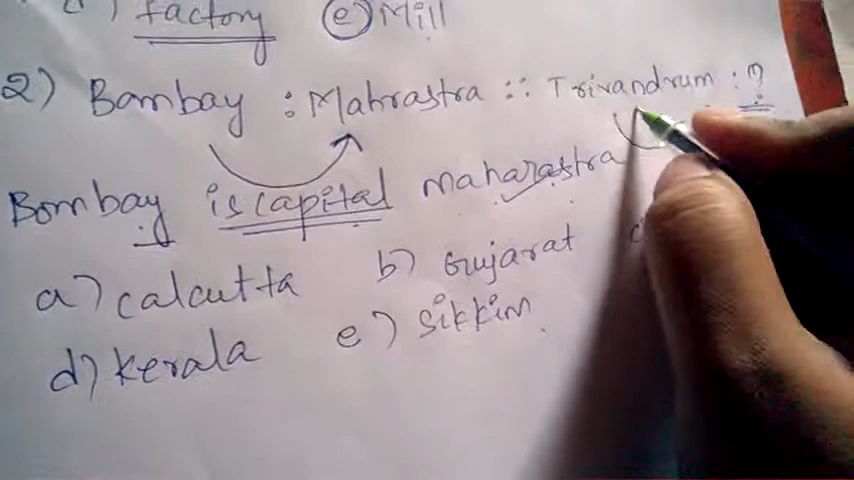 factory e) Mill
2) Bombay : Mahrastra :: Trivandrum : ?
Bombay is capital maharastra
a) calcutta b) Gujarat
d) kerala e) sikkim